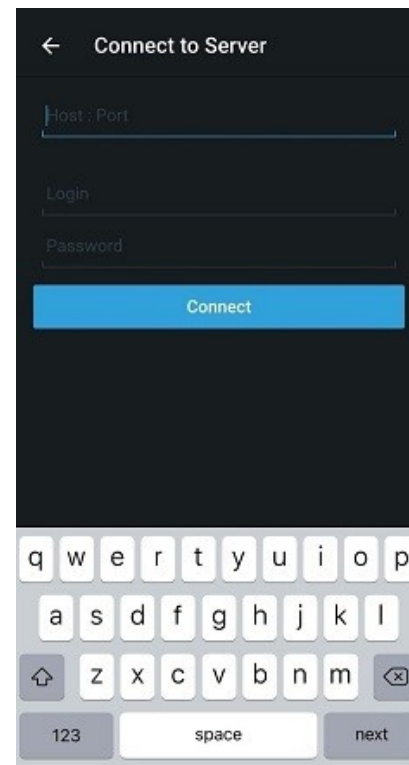 Connect to Server
Host : Port
Login
Password
Connect
q w e r t y u i o p
a s d f g h j k l
z x c v b n m
123 space next